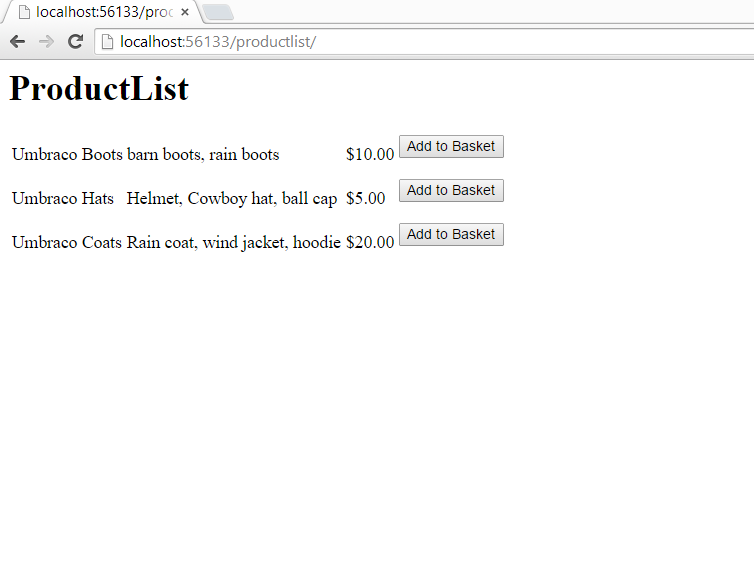 localhost:56133/proc
localhost:56133/productlist/
ProductList
Umbraco Boots barn boots, rain boots $10.00 Add to Basket
Umbraco Hats Helmet, Cowboy hat, ball cap $5.00 Add to Basket
Umbraco Coats Rain coat, wind jacket, hoodie $20.00 Add to Basket